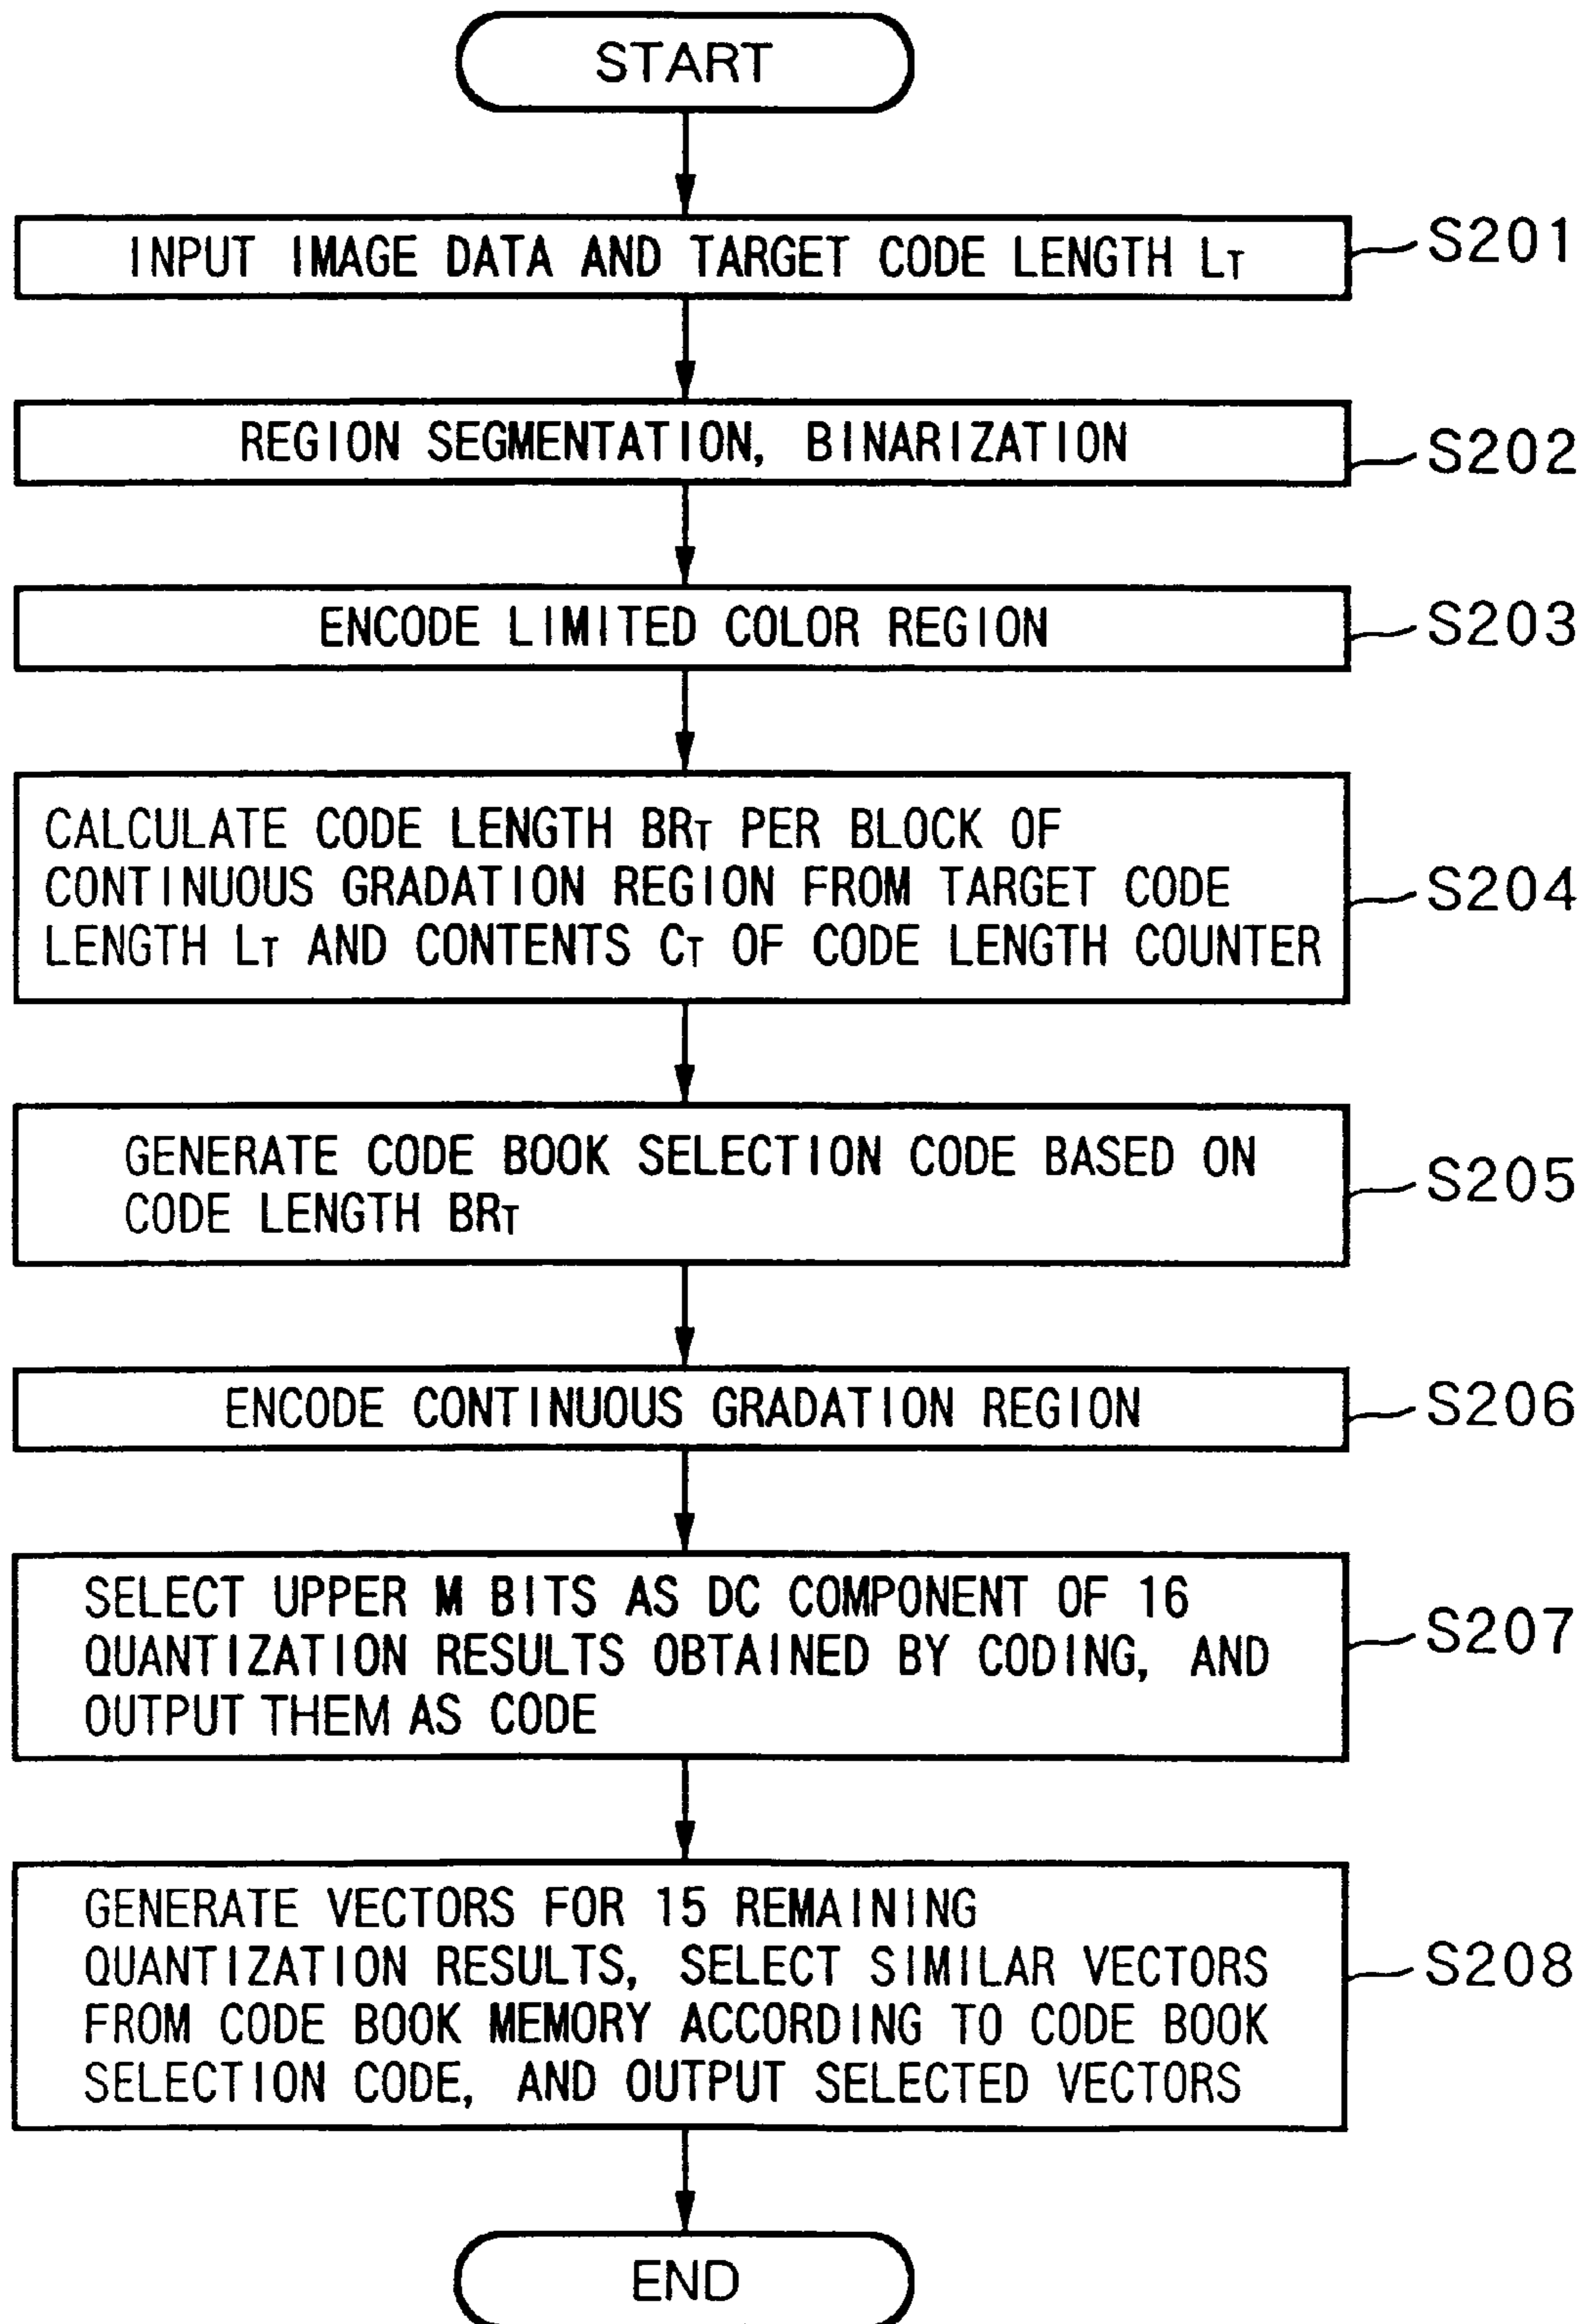 START
INPUT IMAGE DATA AND TARGET CODE LENGTH LT
S201
REGION SEGMENTATION, BINARIZATION
S202
ENCODE LIMITED COLOR REGION
S203
CALCULATE CODE LENGTH BRT PER BLOCK OF
CONTINUOUS GRADATION REGION FROM TARGET CODE
LENGTH LT AND CONTENTS CT OF CODE LENGTH COUNTER
S204
GENERATE CODE BOOK SELECTION CODE BASED ON
CODE LENGTH BRT
S205
ENCODE CONTINUOUS GRADATION REGION
S206
SELECT UPPER M BITS AS DC COMPONENT OF 16
QUANTIZATION RESULTS OBTAINED BY CODING, AND
OUTPUT THEM AS CODE
S207
GENERATE VECTORS FOR 15 REMAINING
QUANTIZATION RESULTS, SELECT SIMILAR VECTORS
FROM CODE BOOK MEMORY ACCORDING TO CODE BOOK
SELECTION CODE, AND OUTPUT SELECTED VECTORS
S208
END